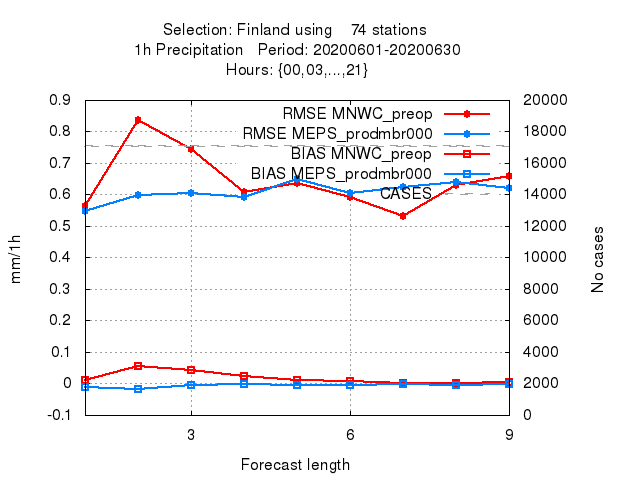 Selection: Finland using 74 stations
1h Precipitation Period: 20200601-20200630
Hours: {00,03,...,21}
0.9
0.8
0.7
0.6
0.5
0.4
0.3
0.2
0.1
0
-0.1
mm/1h
RMSE MNWC_preop
RMSE MEPS_prodmbr000
BIAS MNWC_preop
BIAS MEPS_prodmbr000
CASES
20000
18000
16000
14000
12000
10000
8000
6000
4000
2000
0
No cases
3 6 9
Forecast length